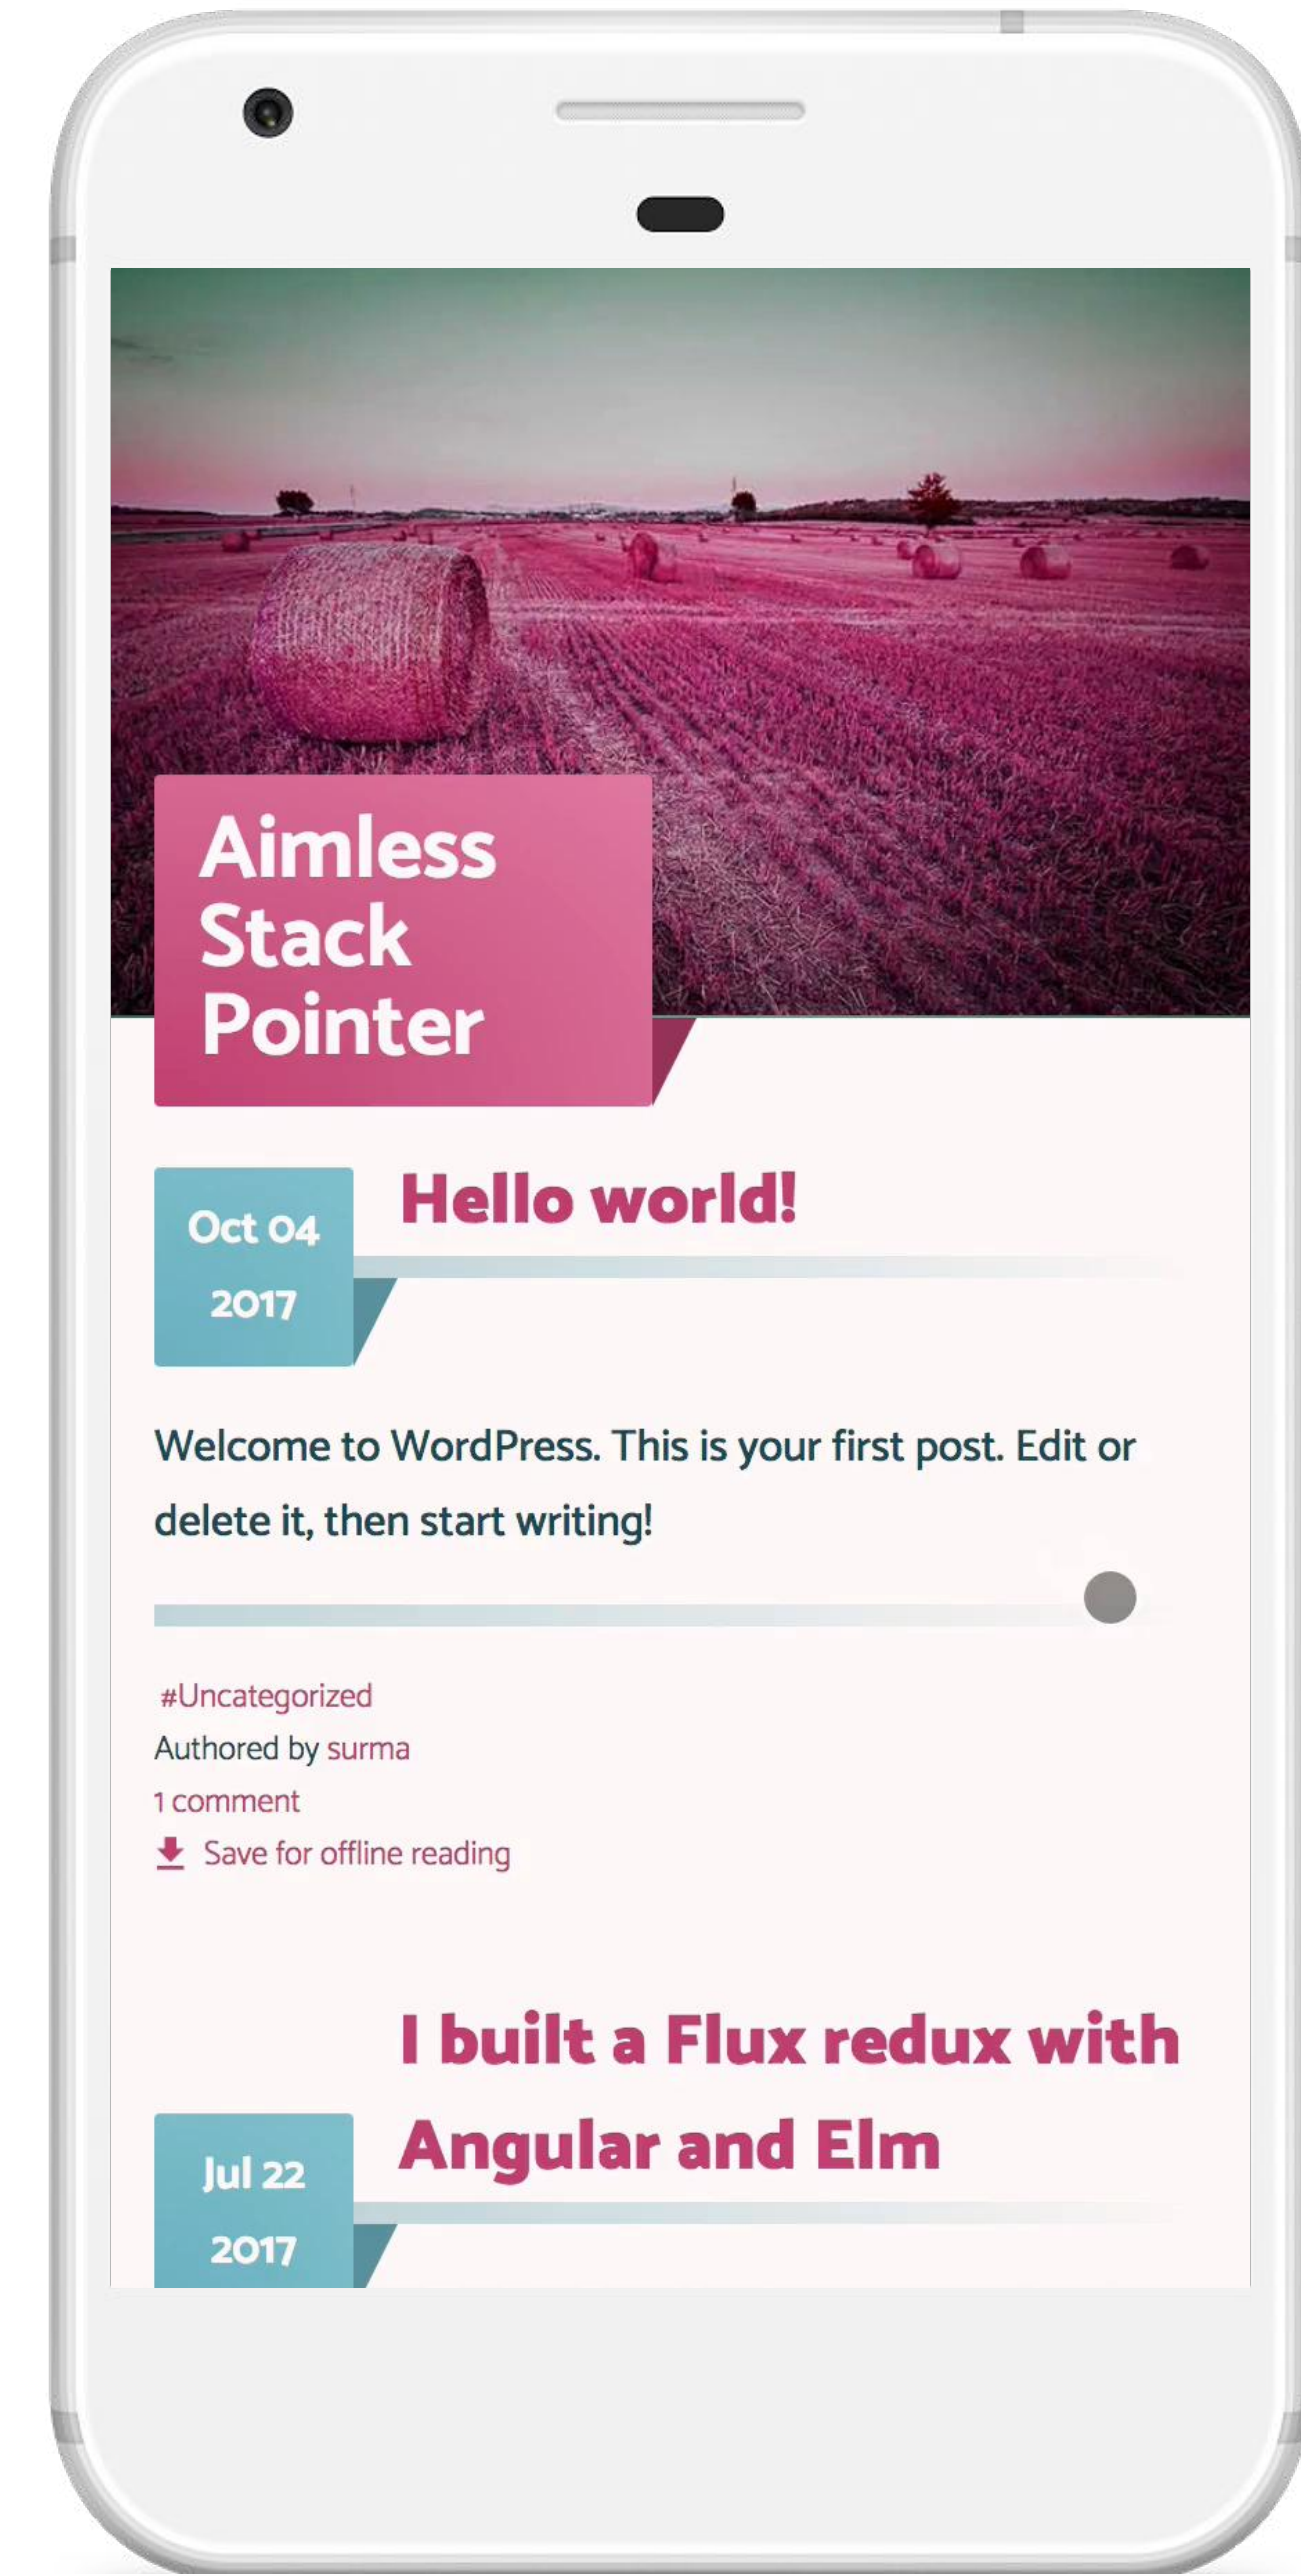 Aimless
Stack
Pointer
Oct 04
2017
Hello world!
Welcome to WordPress. This is your first post. Edit or
delete it, then start writing!
#Uncategorized
Authored by surma
1 comment
Save for offline reading
Jul 22
2017
I built a Flux redux with
Angular and Elm